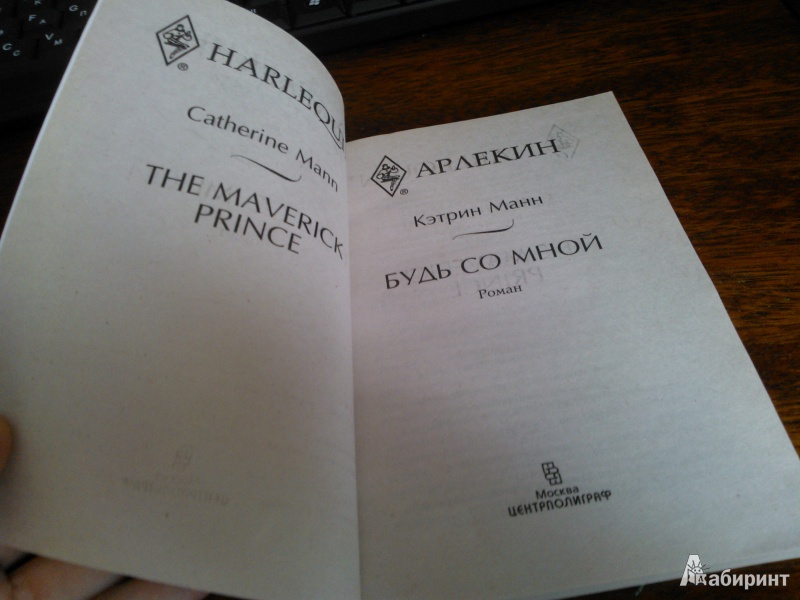 HARLEQU
Catherine Mann
THE MAVERICK
PRINCE
АРЛЕКИН
Кэтрин Манн
БУДЬ СО МНОЙ
Роман
Москва
ЦЕНТРПОЛИГРАФ
Лабиринт